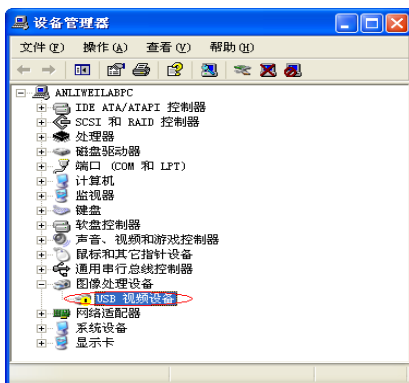 设备管理器
文件(F) 操作(A) 查看(V) 帮助(H)
ANLIWEILABPC
IDE ATA/ATAPI 控制器
SCSI 和 RAID 控制器
处理器
磁盘驱动器
端口 (COM 和 LPT)
计算机
监视器
键盘
软盘控制器
声音、视频和游戏控制器
鼠标和其它指针设备
通用串行总线控制器
图像处理设备
USB 视频设备
网络适配器
系统设备
显示卡